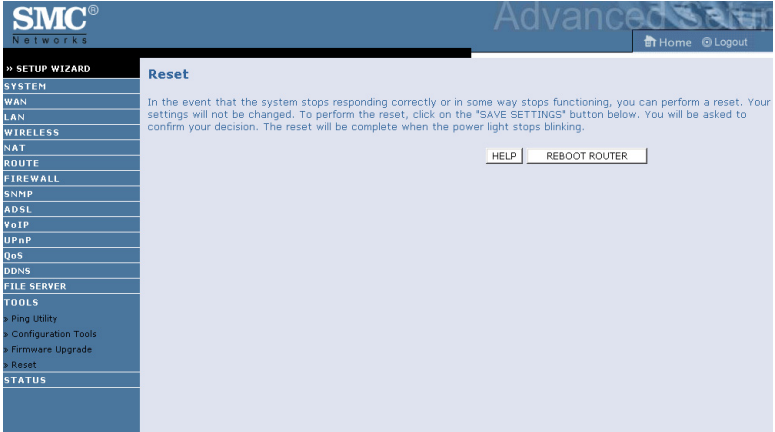 SMC®
Networks
Advanced Setup
Home Logout
» SETUP WIZARD
SYSTEM
WAN
LAN
WIRELESS
NAT
ROUTE
FIREWALL
SNMP
ADSL
VoIP
UPnP
QoS
DDNS
FILE SERVER
TOOLS
» Ping Utility
» Configuration Tools
» Firmware Upgrade
» Reset
STATUS
Reset
In the event that the system stops responding correctly or in some way stops functioning, you can perform a reset. Your
settings will not be changed. To perform the reset, click on the "SAVE SETTINGS" button below. You will be asked to
confirm your decision. The reset will be complete when the power light stops blinking.
HELP REBOOT ROUTER